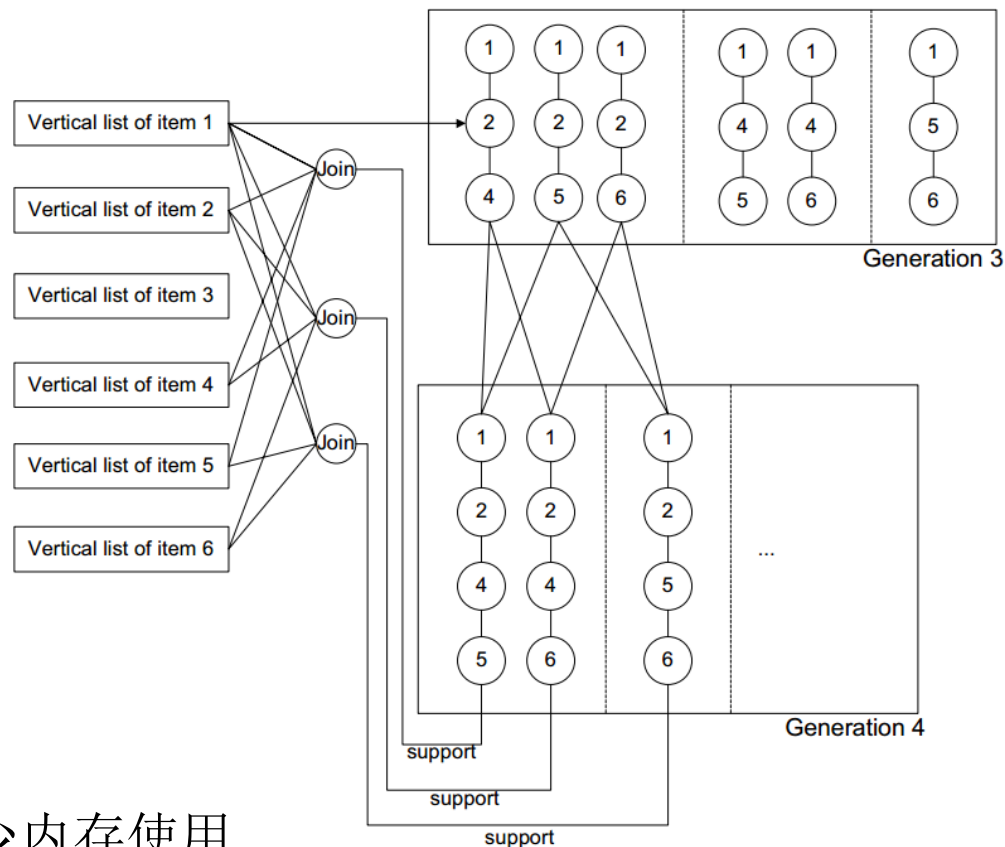 Vertical list of item 1
Vertical list of item 2
Vertical list of item 3
Vertical list of item 4
Vertical list of item 5
Vertical list of item 6
Join
Join
Join
1 1 1 1 1 1
2 2 2 4 4 5
4 5 6 5 6 6
Generation 3
1 1 1
2 2 2
4 4 5
5 6 6
...
Generation 4
support
support
support
内存使用